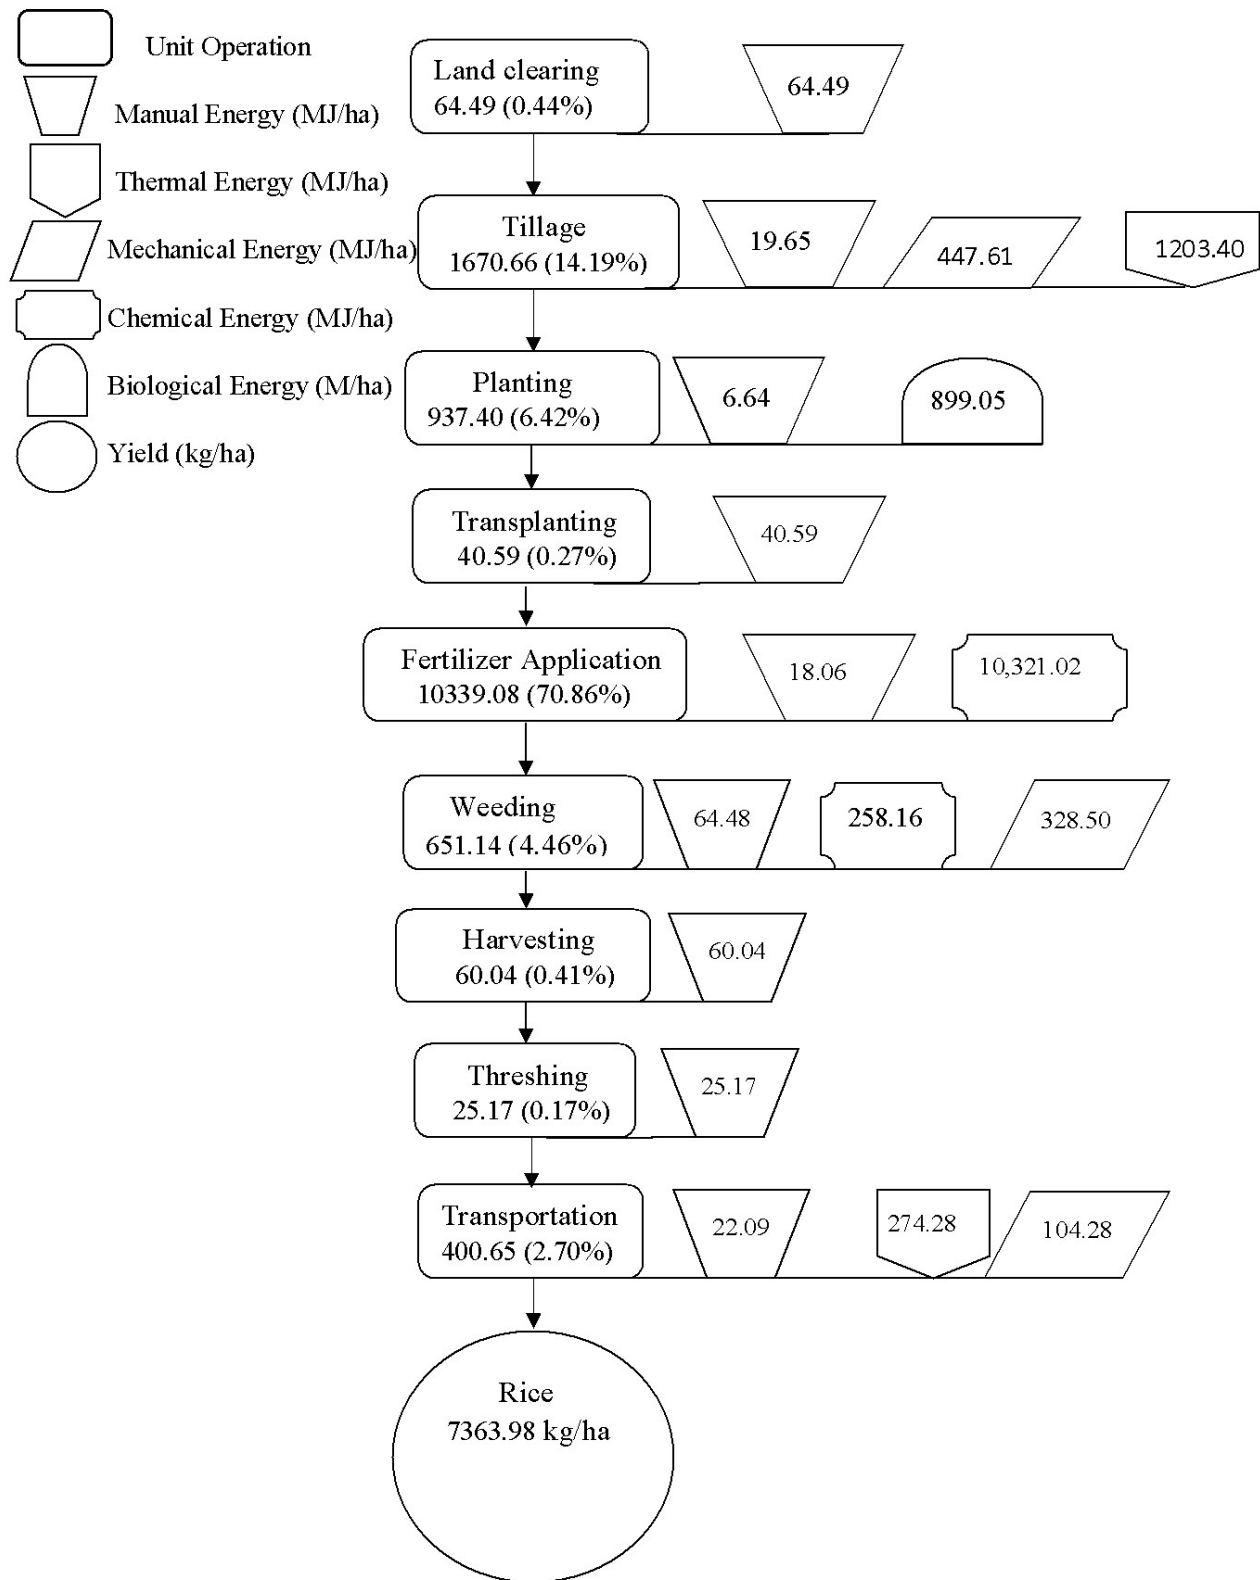 Unit Operation
Manual Energy (MJ/ha)
Thermal Energy (MJ/ha)
Mechanical Energy (MJ/ha)
Chemical Energy (MJ/ha)
Biological Energy (M/ha)
Yield (kg/ha)
Land clearing
64.49 (0.44%)
64.49
Tillage
1670.66 (14.19%)
19.65
447.61
1203.40
Planting
937.40 (6.42%)
6.64
899.05
Transplanting
40.59 (0.27%)
40.59
Fertilizer Application
10339.08 (70.86%)
18.06
10,321.02
Weeding
651.14 (4.46%)
64.48
258.16
328.50
Harvesting
60.04 (0.41%)
60.04
Threshing
25.17 (0.17%)
25.17
Transportation
400.65 (2.70%)
22.09
274.28
104.28
Rice
7363.98 kg/ha